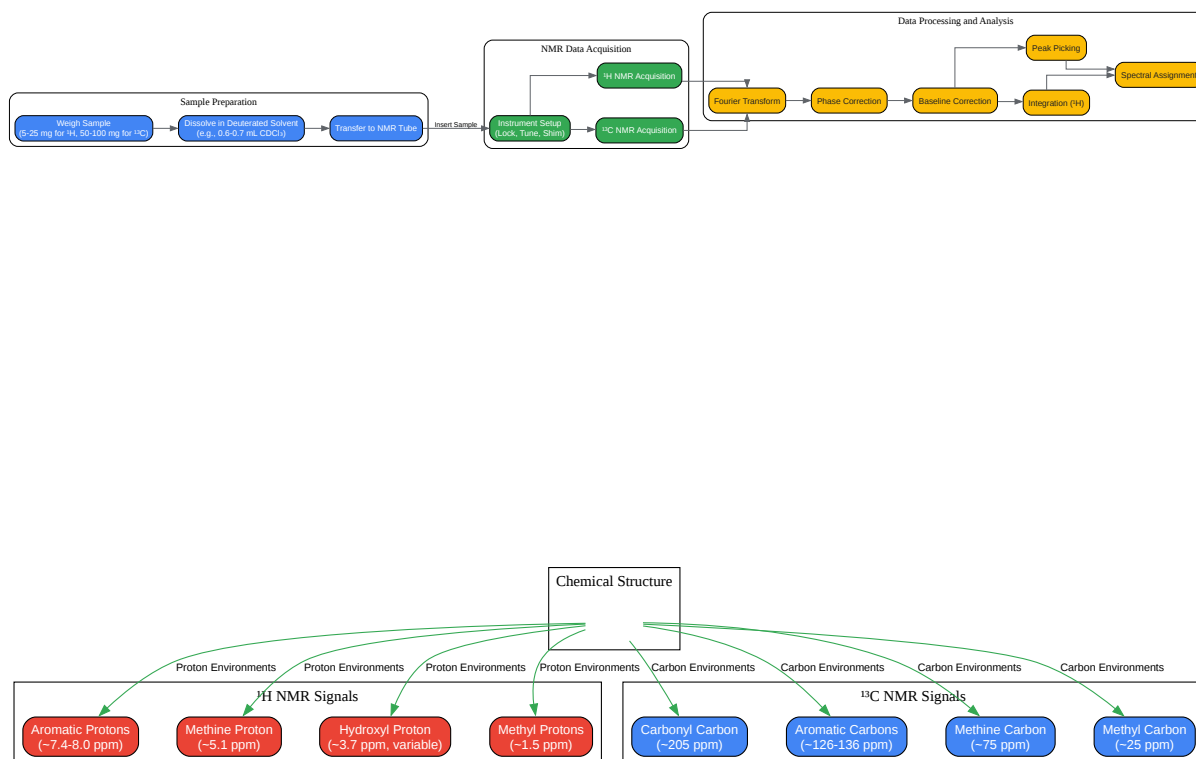 Sample Preparation
Weigh Sample
(5-25 mg for ¹H, 50-100 mg for ¹³C)
Dissolve in Deuterated Solvent
(e.g., 0.6-0.7 mL CDCl₃)
Transfer to NMR Tube
Insert Sample
NMR Data Acquisition
Instrument Setup
(Lock, Tune, Shim)
¹H NMR Acquisition
¹³C NMR Acquisition
Data Processing and Analysis
Fourier Transform
Phase Correction
Baseline Correction
Peak Picking
Integration (¹H)
Spectral Assignment
Chemical Structure
Proton Environments
Proton Environments
Proton Environments
Proton Environments
Carbon Environments
Carbon Environments
Carbon Environments
Carbon Environments
¹H NMR Signals
Aromatic Protons
(~7.4-8.0 ppm)
Methine Proton
(~5.1 ppm)
Hydroxyl Proton
(~3.7 ppm, variable)
Methyl Protons
(~1.5 ppm)
¹³C NMR Signals
Carbonyl Carbon
(~205 ppm)
Aromatic Carbons
(~126-136 ppm)
Methine Carbon
(~75 ppm)
Methyl Carbon
(~25 ppm)